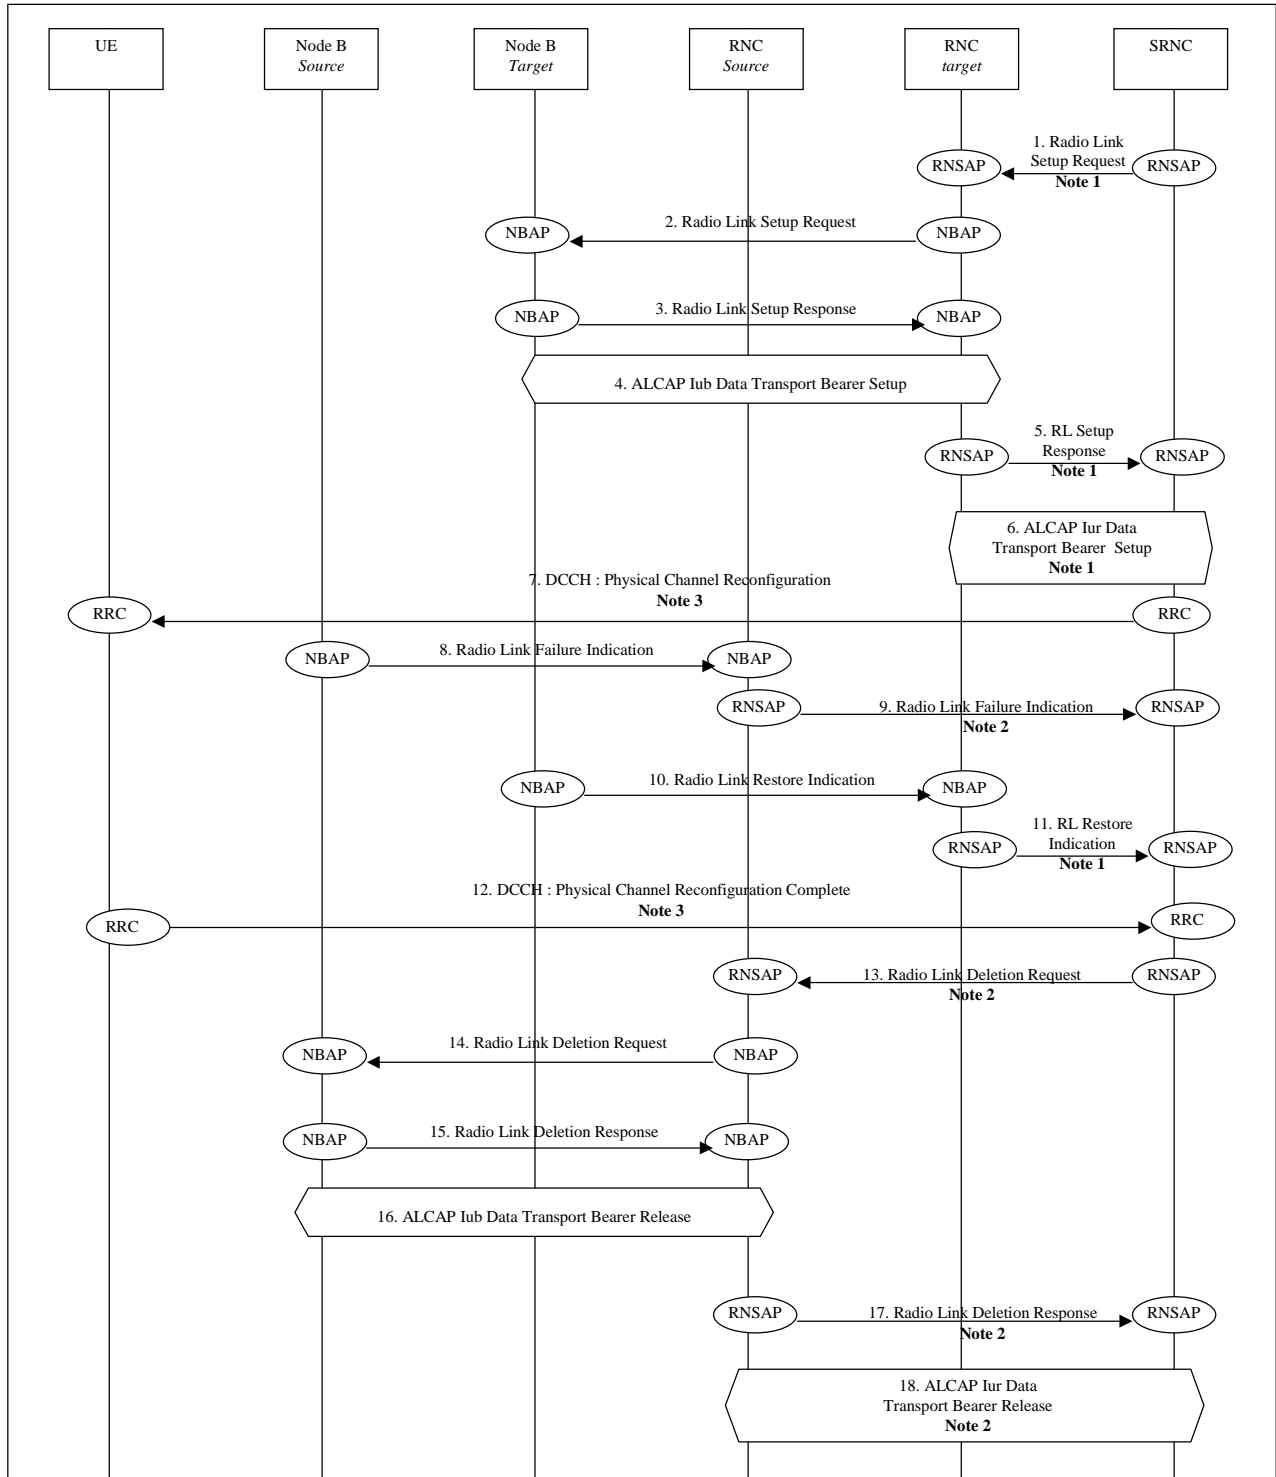 UE
Node B
Source
Node B
Target
RNC
Source
RNC
target
SRNC
1. Radio Link
Setup Request
Note 1
RNSAP
RNSAP
2. Radio Link Setup Request
NBAP
NBAP
3. Radio Link Setup Response
NBAP
NBAP
4. ALCAP Iub Data Transport Bearer Setup
5. RL Setup
Response
Note 1
RNSAP
RNSAP
6. ALCAP Iur Data
Transport Bearer Setup
Note 1
7. DCCH : Physical Channel Reconfiguration
Note 3
RRC
RRC
8. Radio Link Failure Indication
NBAP
NBAP
9. Radio Link Failure Indication
Note 2
RNSAP
RNSAP
10. Radio Link Restore Indication
NBAP
NBAP
11. RL Restore
Indication
Note 1
RNSAP
RNSAP
12. DCCH : Physical Channel Reconfiguration Complete
Note 3
RRC
RRC
13. Radio Link Deletion Request
Note 2
RNSAP
RNSAP
14. Radio Link Deletion Request
NBAP
NBAP
15. Radio Link Deletion Response
NBAP
NBAP
16. ALCAP Iub Data Transport Bearer Release
17. Radio Link Deletion Response
Note 2
RNSAP
RNSAP
18. ALCAP Iur Data
Transport Bearer Release
Note 2